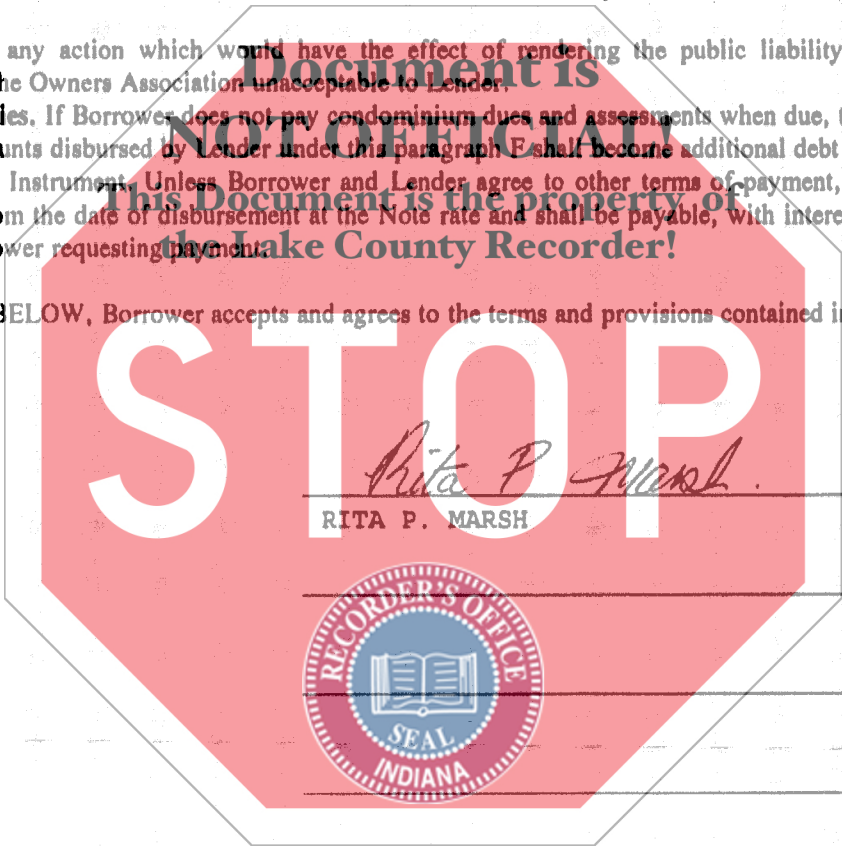 any action which would have the effect of rendering the public liability
he Owners Association unacceptable to Lender.
Document is
ies. If Borrower does not pay condominium dues and assessments when due, t
NOT OFFICIAL!
unts disbursed by Lender under this paragraph F shall become additional debt
Instrument. Unless Borrower and Lender agree to other terms of payment,
This Document is the property of
om the date of disbursement at the Note rate and shall be payable, with intere
the Lake County Recorder!
ower requesting payment.
BELOW, Borrower accepts and agrees to the terms and provisions contained in
STOP
Rita P Marsh.
RITA P. MARSH
RECORDER'S OFFICE
SEAL
INDIANA